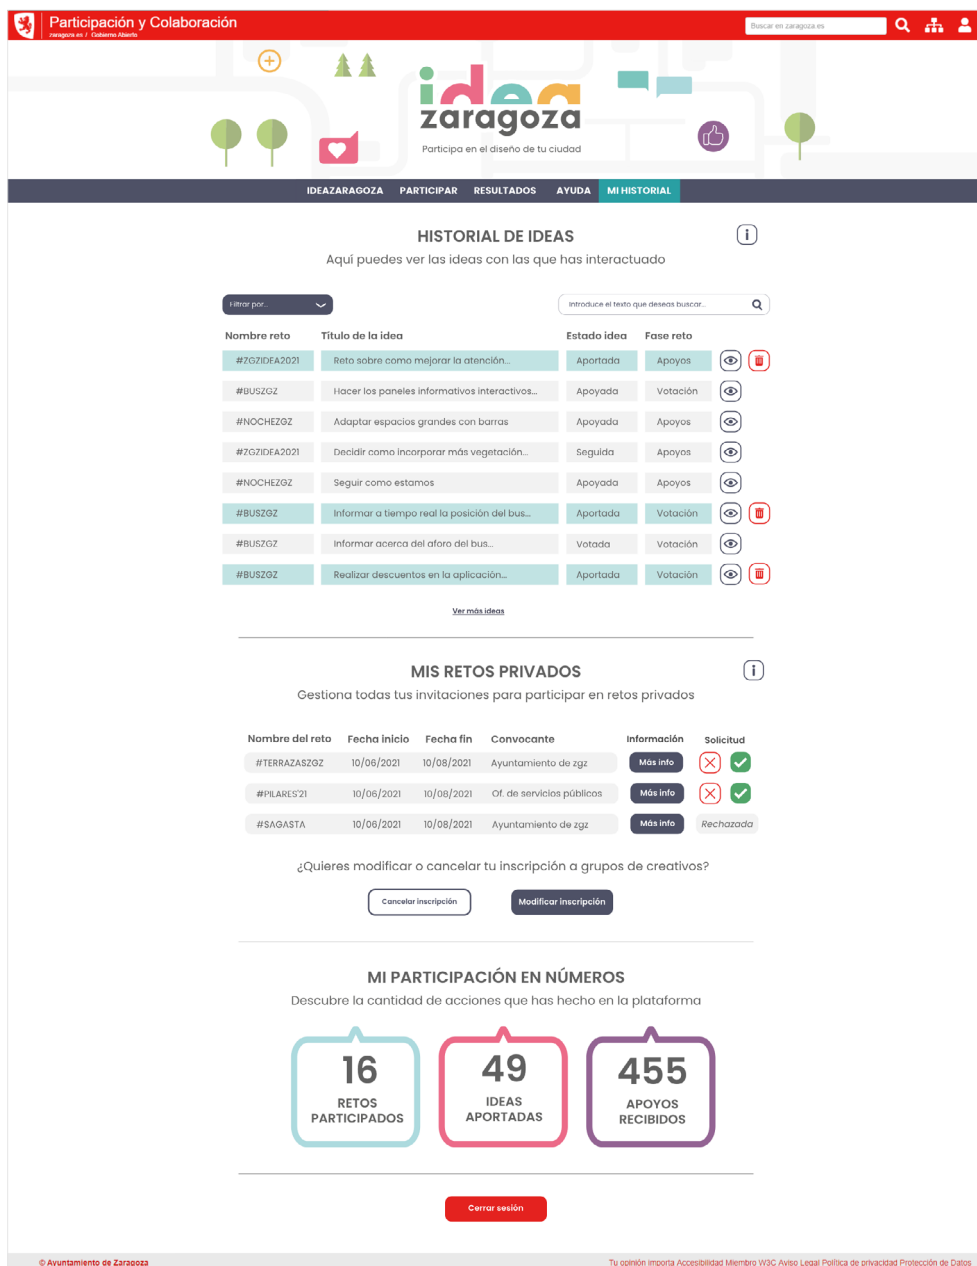 Participación y Colaboración
zaragoza.es / Gobierno Abierto
Buscar en zaragoza.es
idea
zaragoza
Participa en el diseño de tu ciudad
IDEAZARAGOZA PARTICIPAR RESULTADOS AYUDA MI HISTORIAL
HISTORIAL DE IDEAS
i
Aquí puedes ver las ideas con las que has interactuado
Filtrar por...
Introduce el texto que deseas buscar...
Nombre reto Título de la idea Estado idea Fase reto
#ZGZIDEA2021 Reto sobre como mejorar la atención... Aportada Apoyos
#BUSZGZ Hacer los paneles informativos interactivos... Apoyada Votación
#NOCHEZGZ Adaptar espacios grandes con barras Apoyada Apoyos
#ZGZIDEA2021 Decidir como incorporar más vegetación... Seguida Apoyos
#NOCHEZGZ Seguir como estamos Apoyada Apoyos
#BUSZGZ Informar a tiempo real la posición del bus... Aportada Votación
#BUSZGZ Informar acerca del aforo del bus... Votada Votación
#BUSZGZ Realizar descuentos en la aplicación... Aportada Votación
Ver más ideas
MIS RETOS PRIVADOS
i
Gestiona todas tus invitaciones para participar en retos privados
Nombre del reto Fecha inicio Fecha fin Convocante Información Solicitud
#TERRAZASZGZ 10/06/2021 10/08/2021 Ayuntamiento de zgz Más info
#PILARES'21 10/06/2021 10/08/2021 Of. de servicios públicos Más info
#SAGASTA 10/06/2021 10/08/2021 Ayuntamiento de zgz Más info Rechazada
¿Quieres modificar o cancelar tu inscripción a grupos de creativos?
Cancelar inscripción Modificar inscripción
MI PARTICIPACIÓN EN NÚMEROS
Descubre la cantidad de acciones que has hecho en la plataforma
16
RETOS
PARTICIPADOS
49
IDEAS
APORTADAS
455
APOYOS
RECIBIDOS
Cerrar sesión
© Ayuntamiento de Zaragoza
Tu opinión importa Accesibilidad Miembro W3C Aviso Legal Política de privacidad Protección de Datos